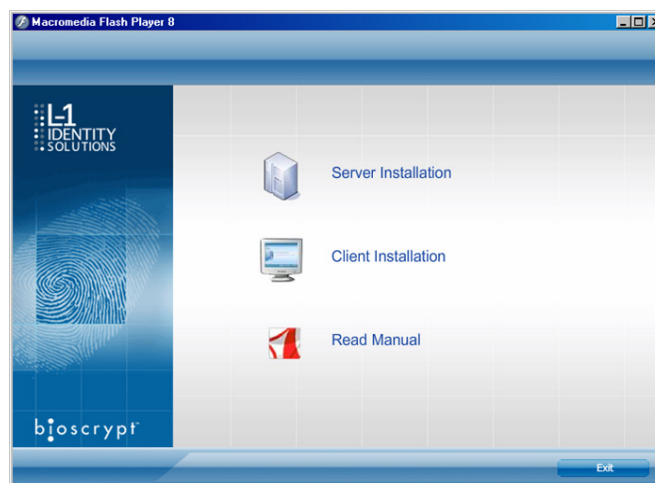 Macromedia Flash Player 8
L-1
IDENTITY
SOLUTIONS
Server Installation
Client Installation
Read Manual
bioscrypt
Exit